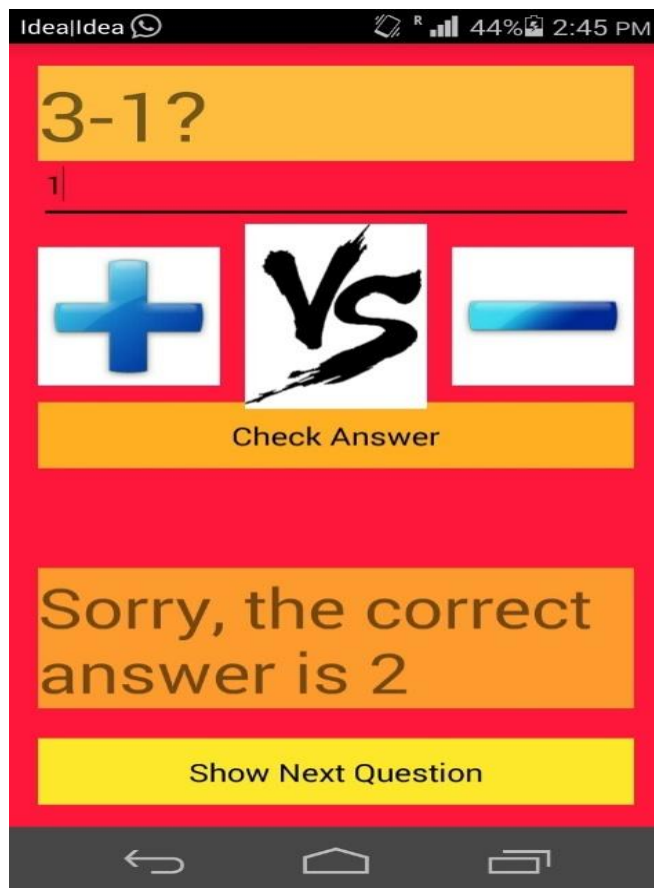 Idea|Idea R 44% 2:45 PM
3-1?
1
VS
Check Answer
Sorry, the correct
answer is 2
Show Next Question